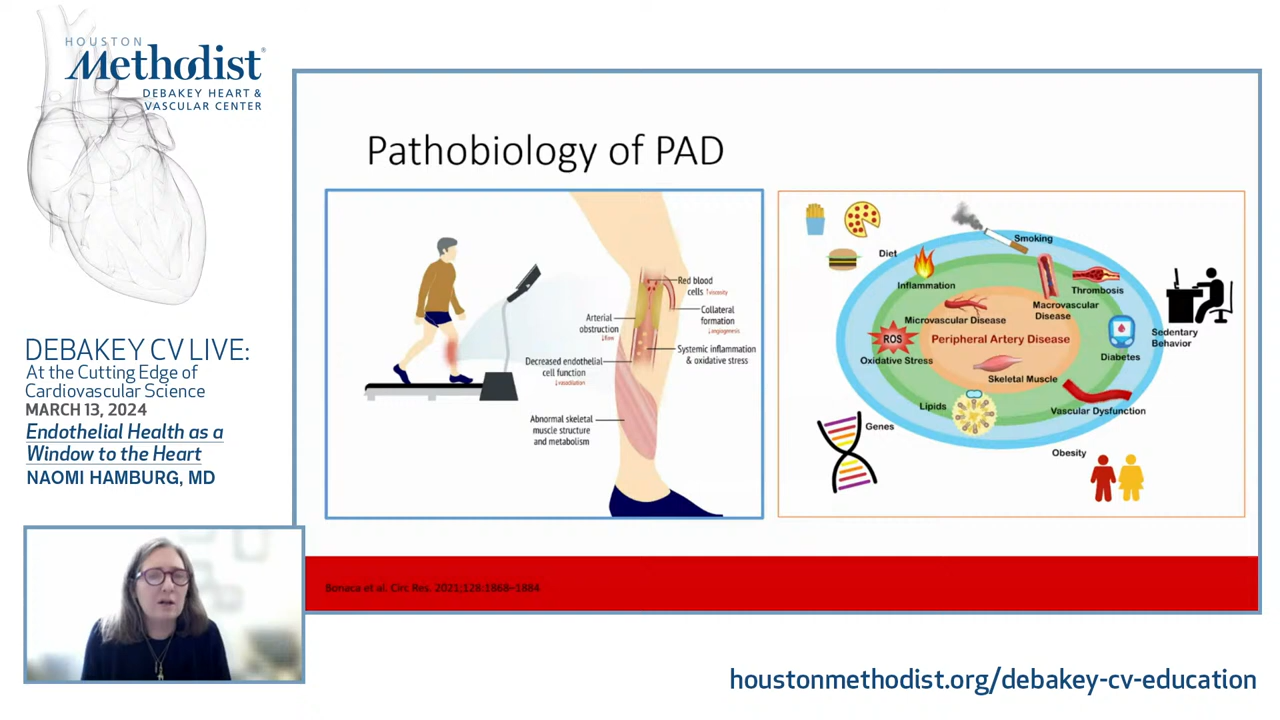 HOUSTON
Methodist®
DEBAKEY HEART &
VASCULAR CENTER
DEBAKEY CV LIVE:
At the Cutting Edge of
Cardiovascular Science
MARCH 13, 2024
Endothelial Health as a
Window to the Heart
NAOMI HAMBURG, MD
Pathobiology of PAD
Red blood
cells ↑viscosity
Collateral
formation
↓angiogenesis
Arterial
obstruction
↓flow
Systemic inflammation
& oxidative stress
Decreased endothelial
cell function
↓vasodilation
Abnormal skeletal
muscle structure
and metabolism
Smoking
Diet
Inflammation
Thrombosis
Macrovascular
Disease
Microvascular Disease
ROS
Oxidative Stress
Peripheral Artery Disease
Sedentary
Behavior
Diabetes
Skeletal Muscle
Lipids
Vascular Dysfunction
Genes
Obesity
Bonaca et al. Circ Res. 2021;128:1868–1884
houstonmethodist.org/debakey-cv-education